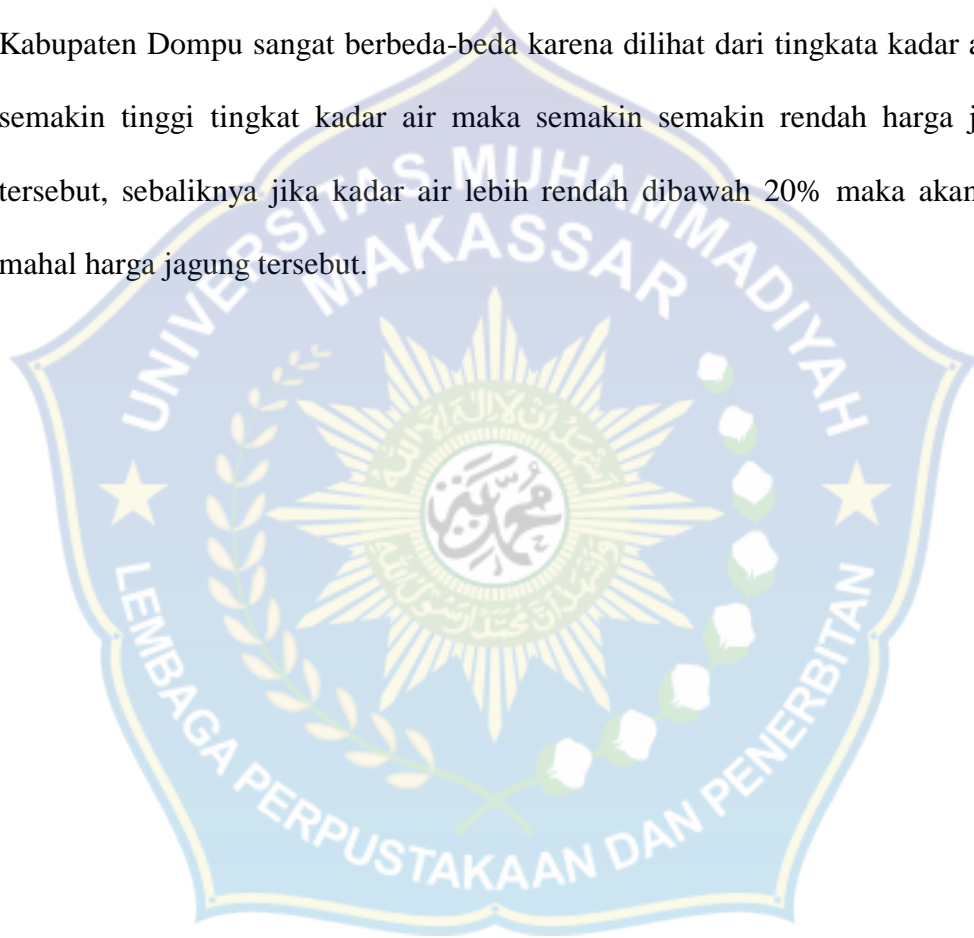 Kabupaten Dompu sangat berbeda-beda karena dilihat dari tingkata kadar a
semakin tinggi tingkat kadar air maka semakin semakin rendah harga j
tersebut, sebaliknya jika kadar air lebih rendah dibawah 20% maka akan
mahal harga jagung tersebut.
UNIVERSITAS MUHAMMADIYAH
MAKASSAR
LEMBAGA PERPUSTAKAAN DAN PENERBITAN